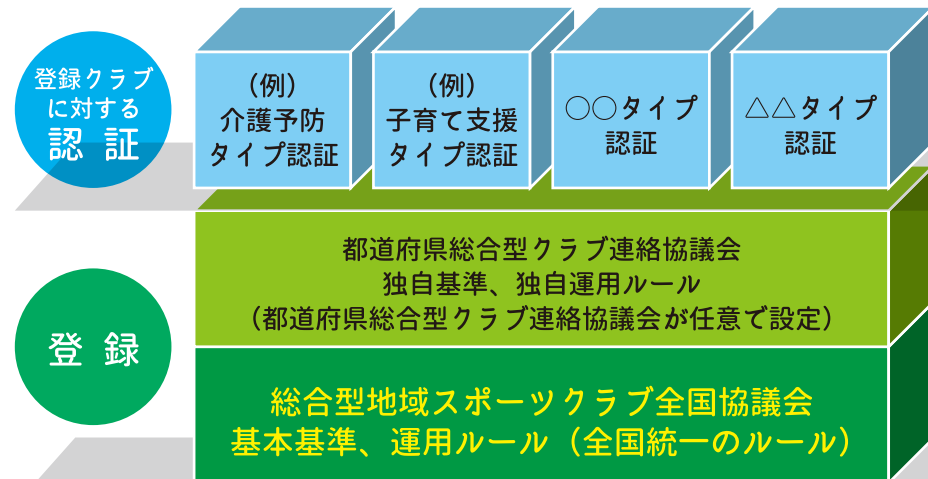 登録クラブ
に対する
認証
（例）
介護予防
タイプ認証
（例）
子育て支援
タイプ認証
○○タイプ
認証
△△タイプ
認証
登録
都道府県総合型クラブ連絡協議会
独自基準、独自運用ルール
（都道府県総合型クラブ連絡協議会が任意で設定）
総合型地域スポーツクラブ全国協議会
基本基準、運用ルール（全国統一のルール）